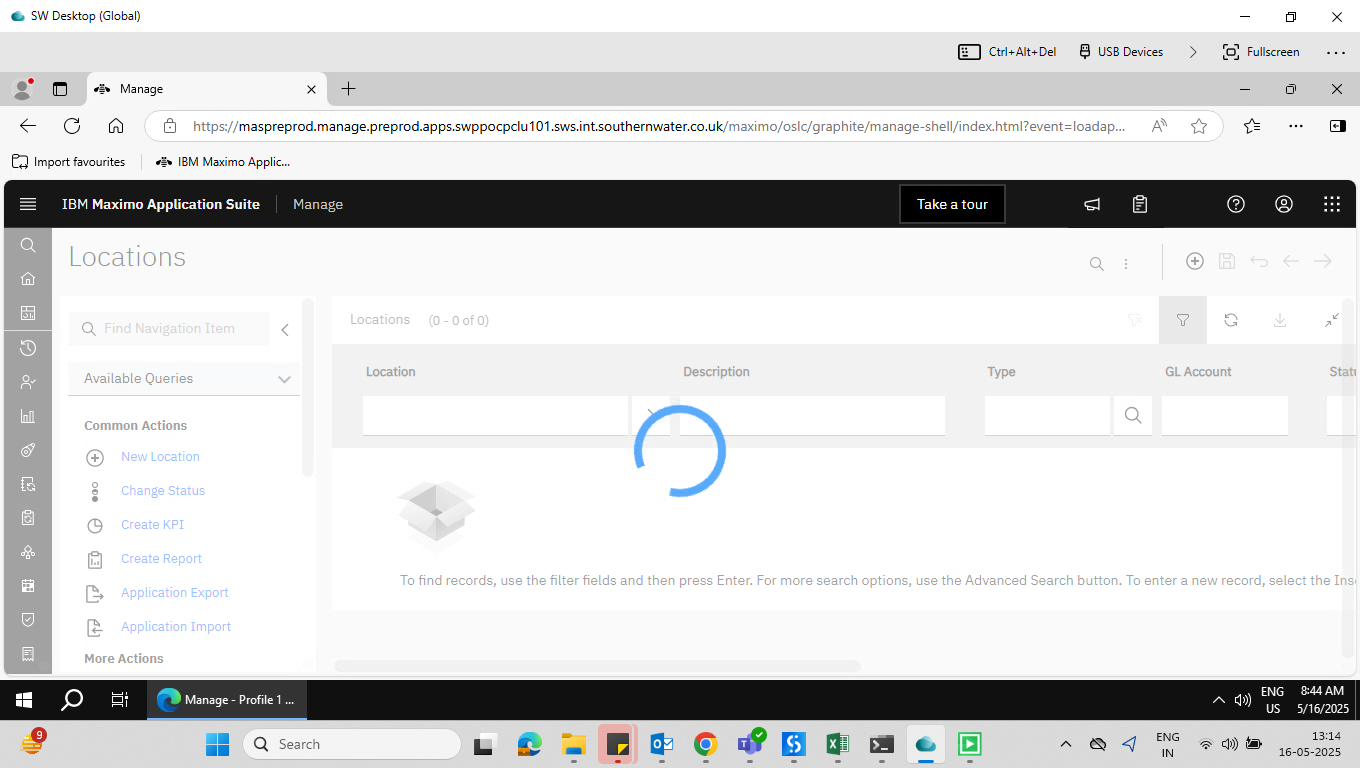 SW Desktop (Global)
Ctrl+Alt+Del
USB Devices
Fullscreen
Manage
https://maspreprod.manage.preprod.apps.swppocpclu101.sws.int.southernwater.co.uk/maximo/oslc/graphite/manage-shell/index.html?event=loadap...
Import favourites
IBM Maximo Applic...
IBM Maximo Application Suite
Manage
Take a tour
Locations
Find Navigation Item
Available Queries
Common Actions
New Location
Change Status
Create KPI
Create Report
Application Export
Application Import
More Actions
Locations (0 - 0 of 0)
Location Description Type GL Account Statu
To find records, use the filter fields and then press Enter. For more search options, use the Advanced Search button. To enter a new record, select the Inse
Manage - Profile 1 ...
ENG
US
8:44 AM
5/16/2025
9
Search
ENG
IN
13:14
16-05-2025